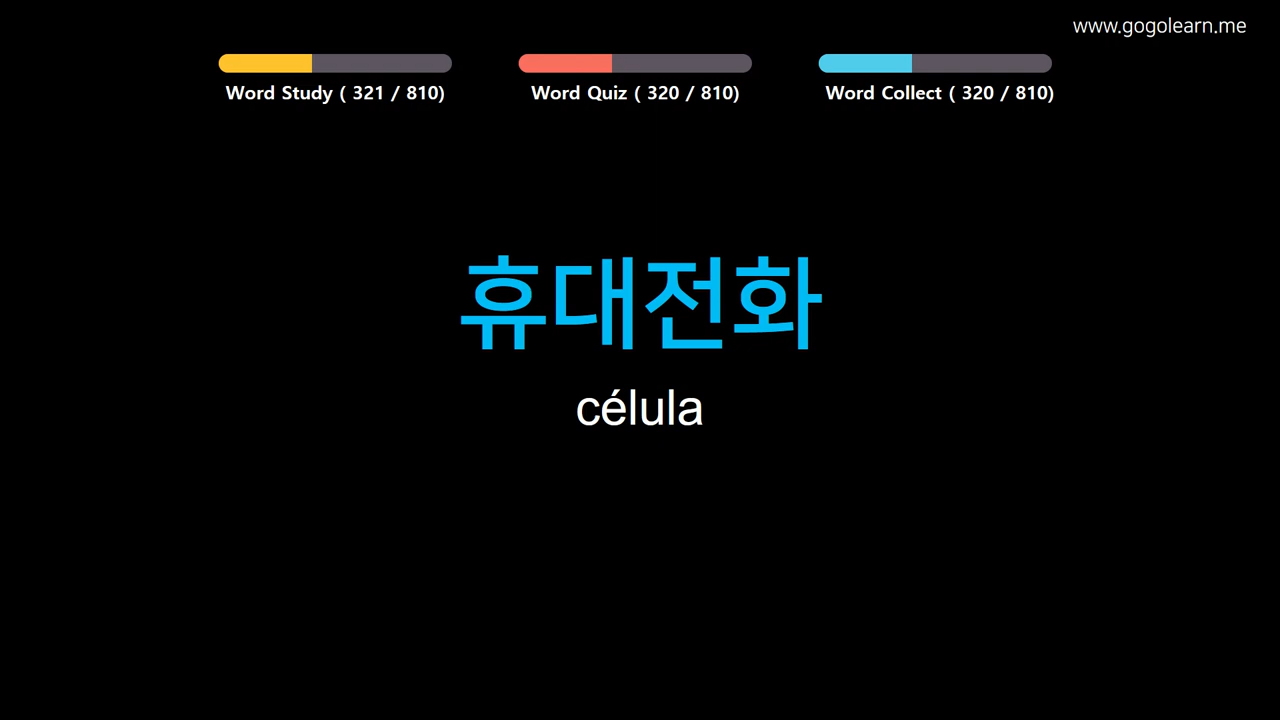 www.gogolearn.me
Word Study ( 321 / 810)
Word Quiz ( 320 / 810)
Word Collect ( 320 / 810)
휴대전화
célula